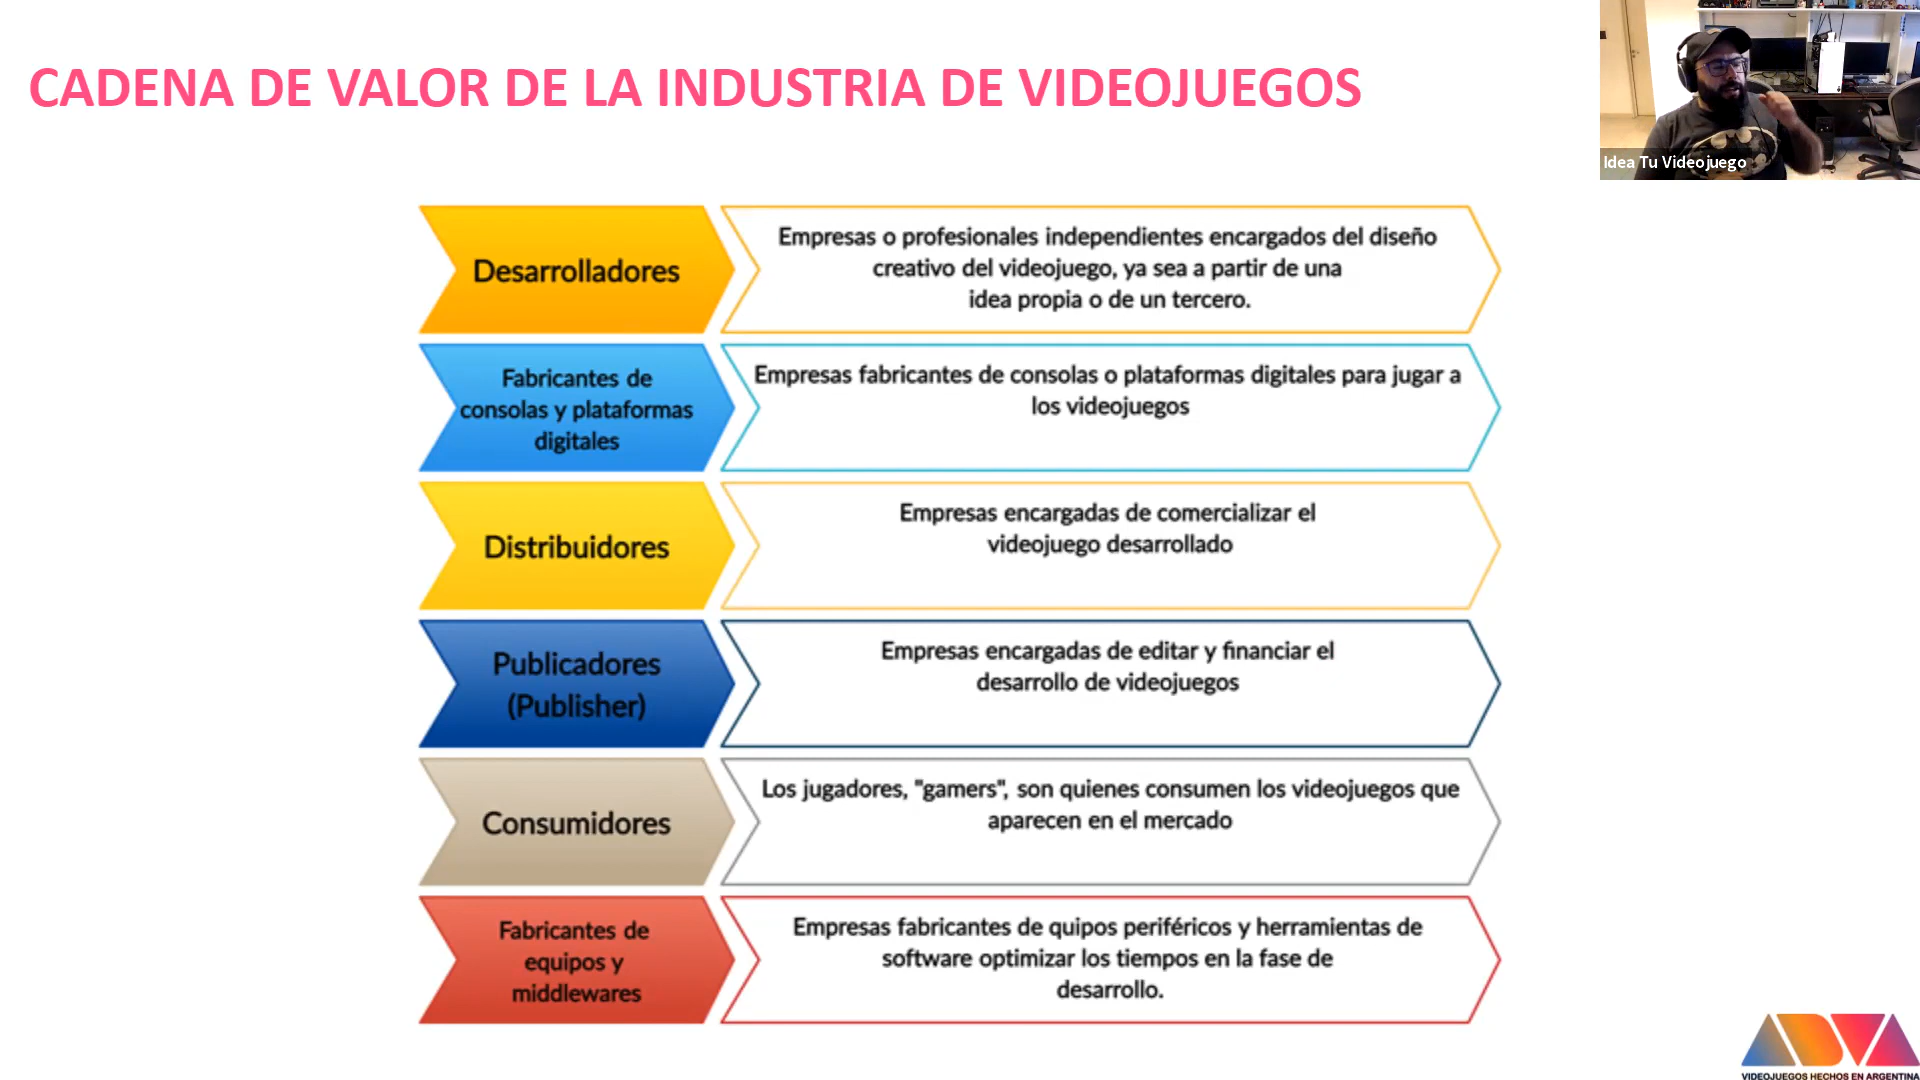 CADENA DE VALOR DE LA INDUSTRIA DE VIDEOJUEGOS
Idea Tu Videojuego
Desarrolladores
Empresas o profesionales independientes encargados del diseño
creativo del videojuego, ya sea a partir de una
idea propia o de un tercero.
Fabricantes de
consolas y plataformas
digitales
Empresas fabricantes de consolas o plataformas digitales para jugar a
los videojuegos
Distribuidores
Empresas encargadas de comercializar el
videojuego desarrollado
Publicadores
(Publisher)
Empresas encargadas de editar y financiar el
desarrollo de videojuegos
Consumidores
Los jugadores, "gamers", son quienes consumen los videojuegos que
aparecen en el mercado
Fabricantes de
equipos y
middlewares
Empresas fabricantes de quipos periféricos y herramientas de
software optimizar los tiempos en la fase de
desarrollo.
ADVA
VIDEOJUEGOS HECHOS EN ARGENTINA